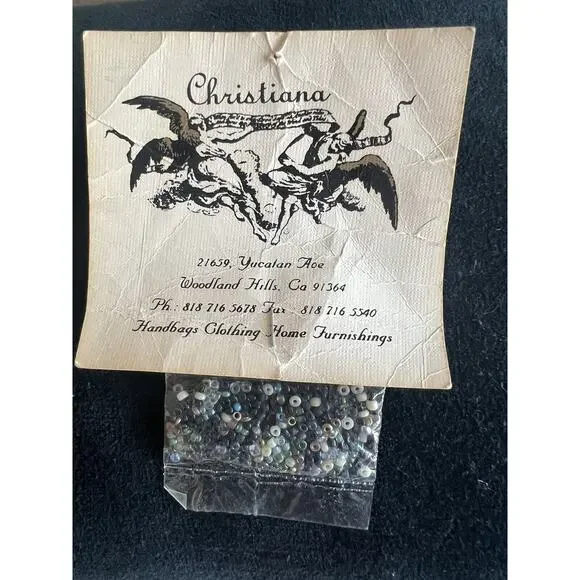 Christiana
21659, Yucatan Ave
Woodland Hills, Ca 91364
Ph.: 818 716 5678 Fax : 818 716 5540
Handbags Clothing Home Furnishings